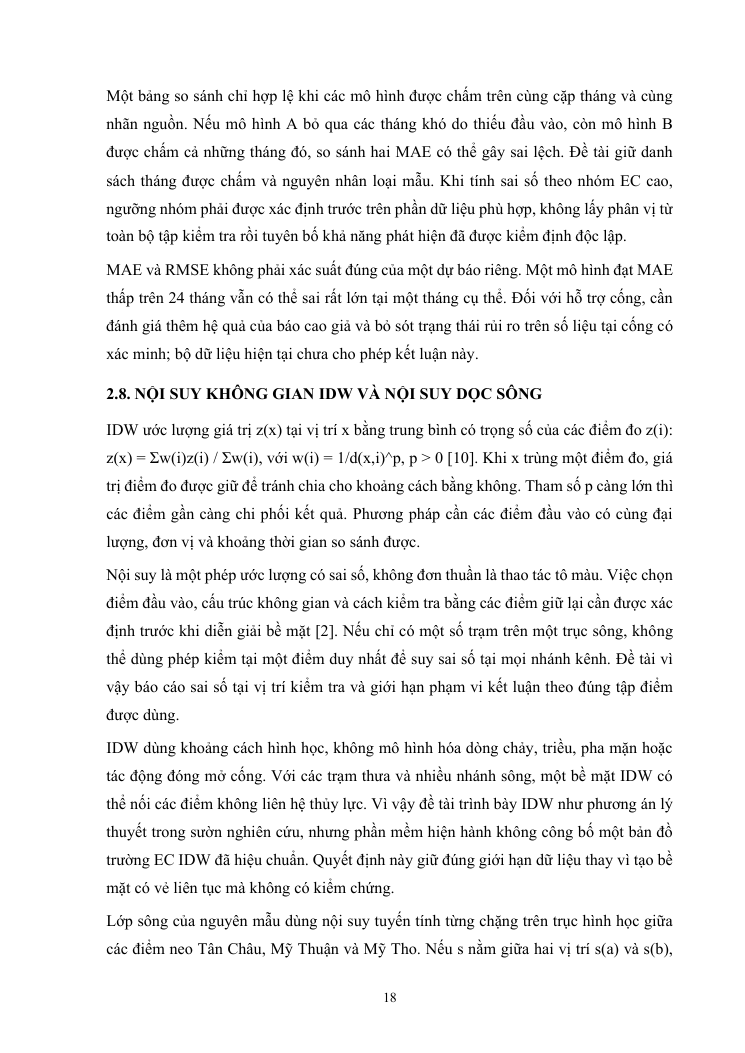 Một bảng so sánh chỉ hợp lệ khi các mô hình được chấm trên cùng cặp tháng và cùng
nhãn nguồn. Nếu mô hình A bỏ qua các tháng khó do thiếu đầu vào, còn mô hình B
được chấm cả những tháng đó, so sánh hai MAE có thể gây sai lệch. Đề tài giữ danh
sách tháng được chấm và nguyên nhân loại mẫu. Khi tính sai số theo nhóm EC cao,
ngưỡng nhóm phải được xác định trước trên phần dữ liệu phù hợp, không lấy phân vị từ
toàn bộ tập kiểm tra rồi tuyên bố khả năng phát hiện đã được kiểm định độc lập.
MAE và RMSE không phải xác suất đúng của một dự báo riêng. Một mô hình đạt MAE
thấp trên 24 tháng vẫn có thể sai rất lớn tại một tháng cụ thể. Đối với hỗ trợ cống, cần
đánh giá thêm hệ quả của báo cao giả và bỏ sót trạng thái rủi ro trên số liệu tại cống có
xác minh; bộ dữ liệu hiện tại chưa cho phép kết luận này.
2.8. NỘI SUY KHÔNG GIAN IDW VÀ NỘI SUY DỌC SÔNG
IDW ước lượng giá trị z(x) tại vị trí x bằng trung bình có trọng số của các điểm đo z(i):
z(x) = Σw(i)z(i) / Σw(i), với w(i) = 1/d(x,i)^p, p > 0 [10]. Khi x trùng một điểm đo, giá
trị điểm đo được giữ để tránh chia cho khoảng cách bằng không. Tham số p càng lớn thì
các điểm gần càng chi phối kết quả. Phương pháp cần các điểm đầu vào có cùng đại
lượng, đơn vị và khoảng thời gian so sánh được.
Nội suy là một phép ước lượng có sai số, không đơn thuần là thao tác tô màu. Việc chọn
điểm đầu vào, cấu trúc không gian và cách kiểm tra bằng các điểm giữ lại cần được xác
định trước khi diễn giải bề mặt [2]. Nếu chỉ có một số trạm trên một trục sông, không
thể dùng phép kiểm tại một điểm duy nhất để suy sai số tại mọi nhánh kênh. Đề tài vì
vậy báo cáo sai số tại vị trí kiểm tra và giới hạn phạm vi kết luận theo đúng tập điểm
được dùng.
IDW dùng khoảng cách hình học, không mô hình hóa dòng chảy, triều, pha mặn hoặc
tác động đóng mở cống. Với các trạm thưa và nhiều nhánh sông, một bề mặt IDW có
thể nối các điểm không liên hệ thủy lực. Vì vậy đề tài trình bày IDW như phương án lý
thuyết trong sườn nghiên cứu, nhưng phần mềm hiện hành không công bố một bản đồ
trường EC IDW đã hiệu chuẩn. Quyết định này giữ đúng giới hạn dữ liệu thay vì tạo bề
mặt có vẻ liên tục mà không có kiểm chứng.
Lớp sông của nguyên mẫu dùng nội suy tuyến tính từng chặng trên trục hình học giữa
các điểm neo Tân Châu, Mỹ Thuận và Mỹ Tho. Nếu s nằm giữa hai vị trí s(a) và s(b),
18